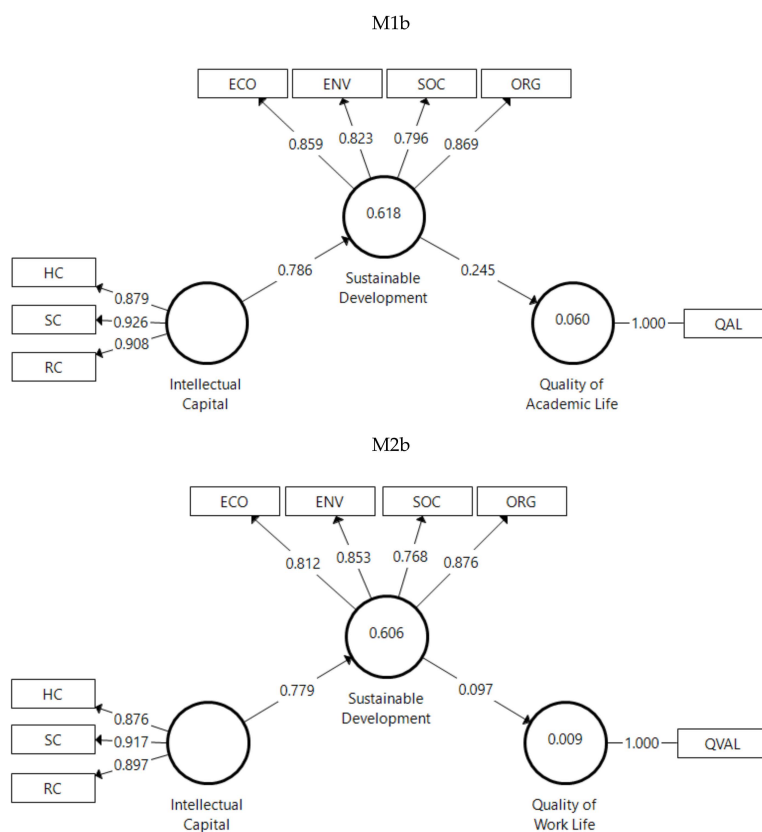 M1b
ECO ENV SOC ORG
0.859 0.823 0.796 0.869
0.618
0.786 Sustainable 0.245
Development
HC
0.879
SC 0.926
0.908
RC
0.060 1.000 QAL
Intellectual
Capital
Quality of
Academic Life
M2b
ECO ENV SOC ORG
0.812 0.853 0.768 0.876
0.606
0.779 Sustainable 0.097
Development
HC
0.876
SC 0.917
0.897
RC
0.009 1.000 QVAL
Intellectual
Capital
Quality of
Work Life